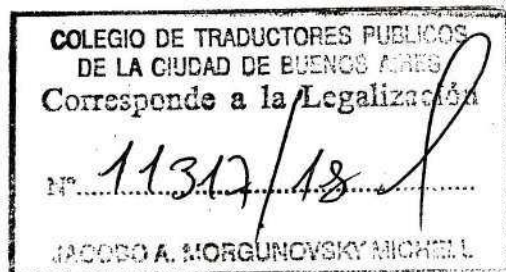 COLEGIO DE TRADUCTORES PUBLICOS
DE LA CIUDAD DE BUENOS AIRES
Corresponde a la Legalización
Nº 11317/18
JACOBO A. MORGUNOVSKY MICHELL